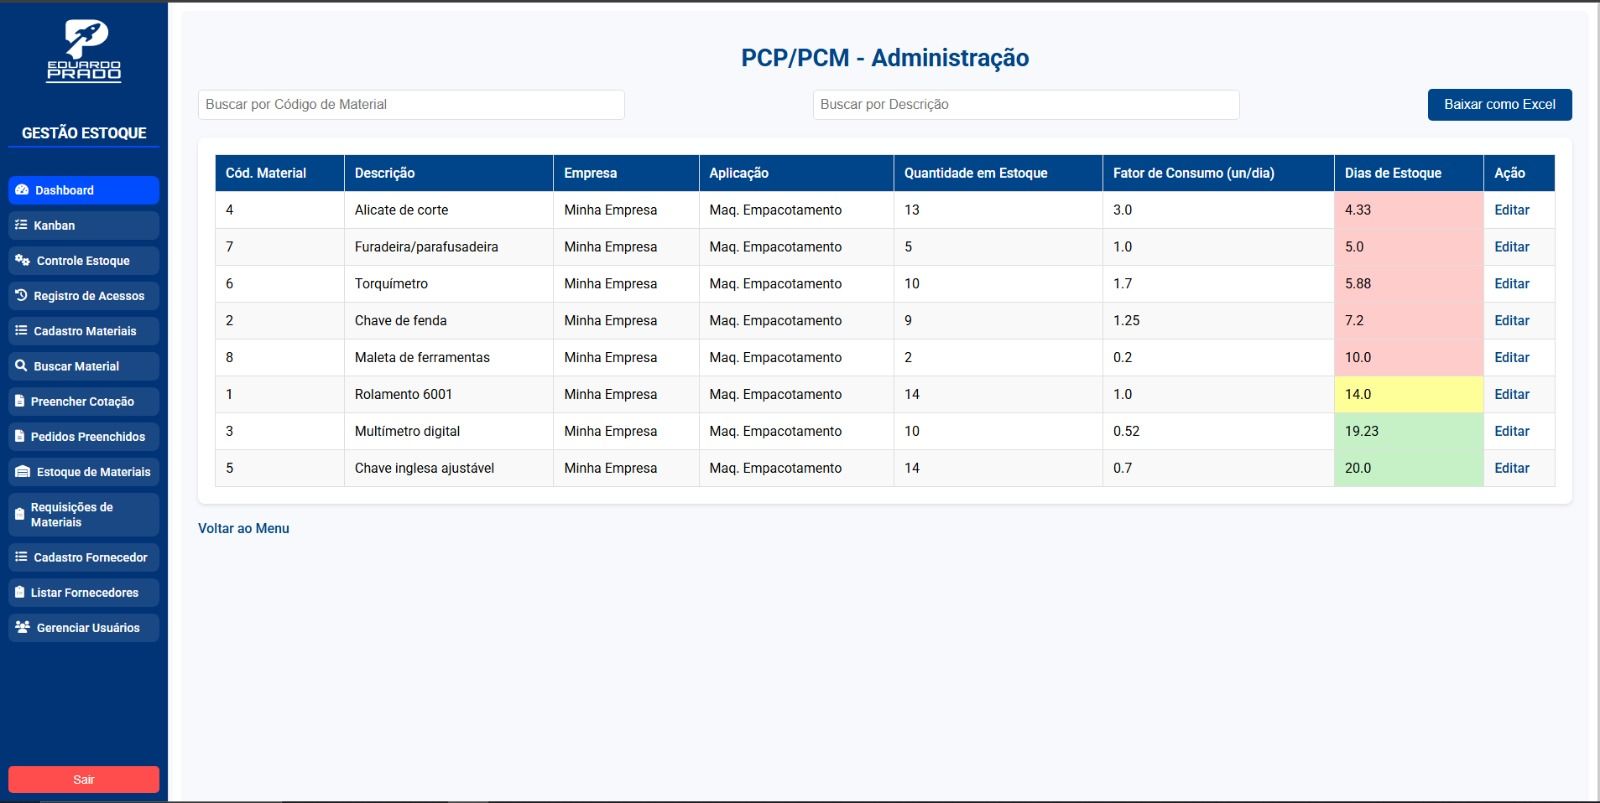 EDUARDO
PRADO
GESTÃO ESTOQUE
Dashboard
Kanban
Controle Estoque
Registro de Acessos
Cadastro Materiais
Buscar Material
Preencher Cotação
Pedidos Preenchidos
Estoque de Materiais
Requisições de
Materiais
Cadastro Fornecedor
Listar Fornecedores
Gerenciar Usuários
Sair
PCP/PCM - Administração
Buscar por Código de Material Buscar por Descrição Baixar como Excel
Cód. Material Descrição Empresa Aplicação Quantidade em Estoque Fator de Consumo (un/dia) Dias de Estoque Ação
4 Alicate de corte Minha Empresa Maq. Empacotamento 13 3.0 4.33 Editar
7 Furadeira/parafusadeira Minha Empresa Maq. Empacotamento 5 1.0 5.0 Editar
6 Torquímetro Minha Empresa Maq. Empacotamento 10 1.7 5.88 Editar
2 Chave de fenda Minha Empresa Maq. Empacotamento 9 1.25 7.2 Editar
8 Maleta de ferramentas Minha Empresa Maq. Empacotamento 2 0.2 10.0 Editar
1 Rolamento 6001 Minha Empresa Maq. Empacotamento 14 1.0 14.0 Editar
3 Multímetro digital Minha Empresa Maq. Empacotamento 10 0.52 19.23 Editar
5 Chave inglesa ajustável Minha Empresa Maq. Empacotamento 14 0.7 20.0 Editar
Voltar ao Menu